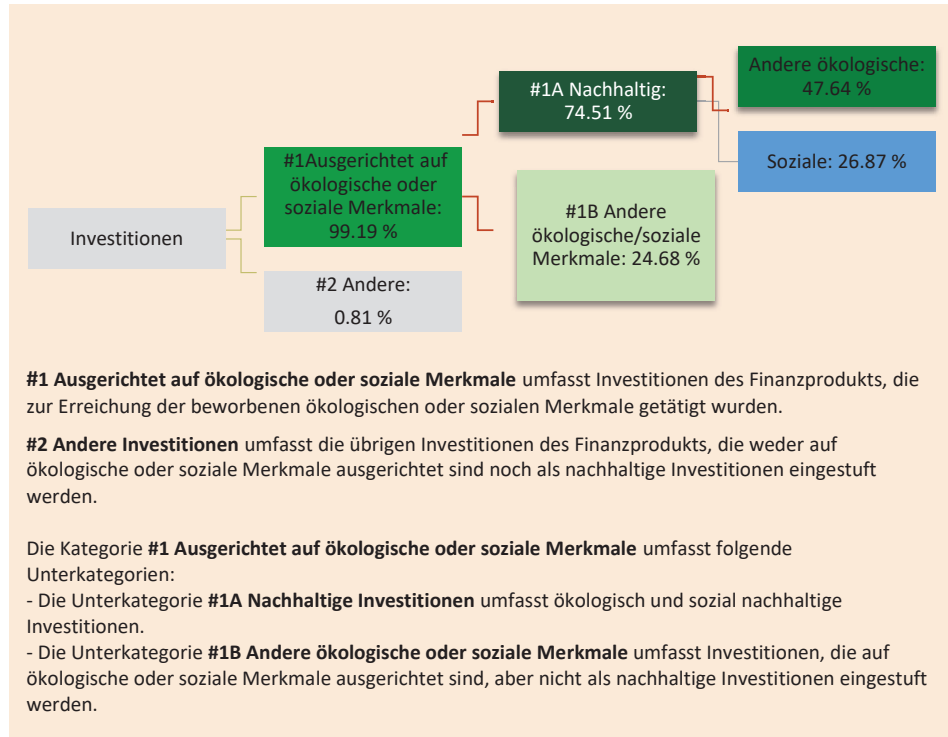 Investitionen
#1Ausgerichtet auf
ökologische oder
soziale Merkmale:
99.19 %
#2 Andere:
0.81 %
#1A Nachhaltig:
74.51 %
#1B Andere
ökologische/soziale
Merkmale: 24.68 %
Andere ökologische:
47.64 %
Soziale: 26.87 %
#1 Ausgerichtet auf ökologische oder soziale Merkmale umfasst Investitionen des Finanzprodukts, die
zur Erreichung der beworbenen ökologischen oder sozialen Merkmale getätigt wurden.
#2 Andere Investitionen umfasst die übrigen Investitionen des Finanzprodukts, die weder auf
ökologische oder soziale Merkmale ausgerichtet sind noch als nachhaltige Investitionen eingestuft
werden.
Die Kategorie #1 Ausgerichtet auf ökologische oder soziale Merkmale umfasst folgende
Unterkategorien:
- Die Unterkategorie #1A Nachhaltige Investitionen umfasst ökologisch und sozial nachhaltige
Investitionen.
- Die Unterkategorie #1B Andere ökologische oder soziale Merkmale umfasst Investitionen, die auf
ökologische oder soziale Merkmale ausgerichtet sind, aber nicht als nachhaltige Investitionen eingestuft
werden.